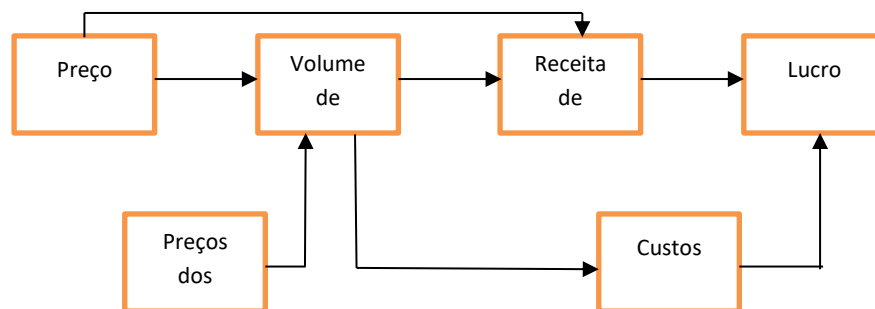 Preço
Volume
de
Receita
de
Lucro
Preços
dos
Custos